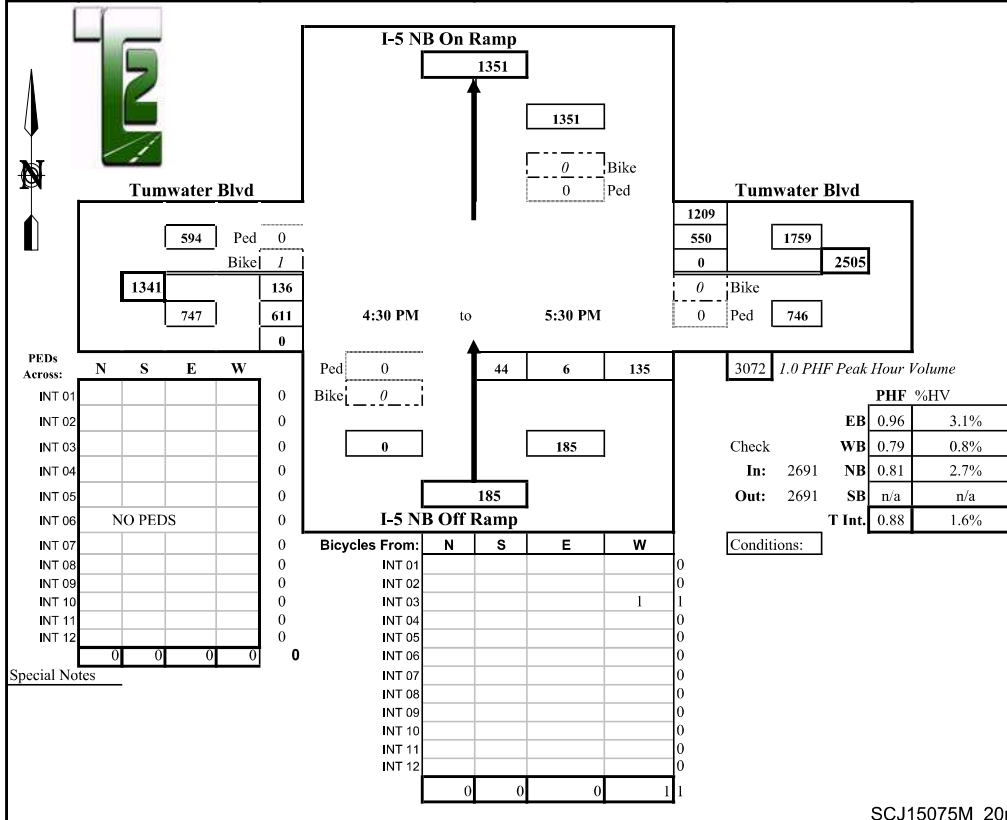 T2
I-5 NB On Ramp
1351
1351
0 Bike
0 Ped
N
Tumwater Blvd
Tumwater Blvd
1209
594 Ped 0
550 1759
Bike 1
0 2505
1341 136
0 Bike
747 611
4:30 PM to 5:30 PM
0 Ped 746
0
PEDs
Across: N S E W
Ped 0 44 6 135
3072 1.0 PHF Peak Hour Volume
Bike 0
PHF %HV
INT 01 0
INT 02 0
INT 03 0
INT 04 0
INT 05 0
INT 06 NO PEDS 0
INT 07 0
INT 08 0
INT 09 0
INT 10 0
INT 11 0
INT 12 0
0 0 0 0 0
Special Notes
0 185
185
I-5 NB Off Ramp
EB 0.96 3.1%
Check WB 0.79 0.8%
In: 2691 NB 0.81 2.7%
Out: 2691 SB n/a n/a
T Int. 0.88 1.6%
Conditions:
Bicycles From: N S E W
INT 01 0
INT 02 0
INT 03 1 1
INT 04 0
INT 05 0
INT 06 0
INT 07 0
INT 08 0
INT 09 0
INT 10 0
INT 11 0
INT 12 0
0 0 0 1 1